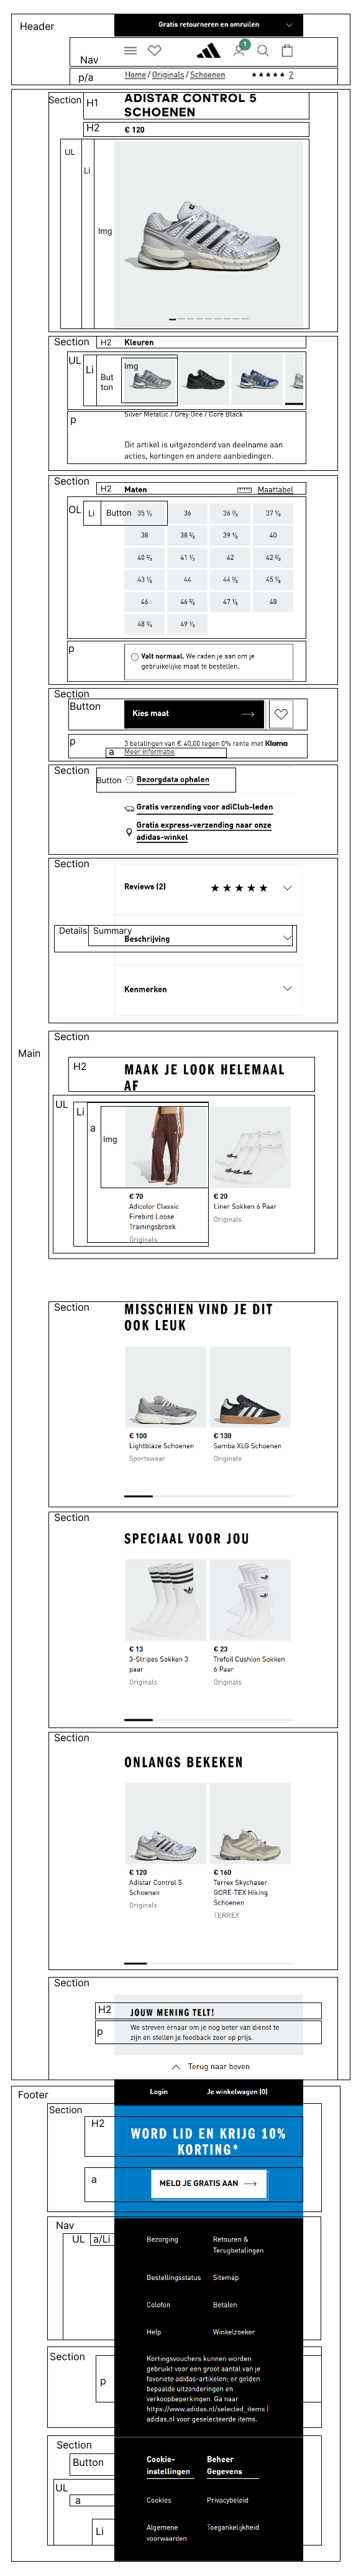 Header
Gratis retourneren en omruilen
1
Nav
p/a
Home / Originals / Schoenen
2
Section
H1
ADISTAR CONTROL 5
SCHOENEN
H2
€ 120
UL
Li
Img
Section
H2
Kleuren
UL
Li
But
ton
Img
p
Silver Metallic / Grey One / Core Black
Dit artikel is uitgezonderd van deelname aan
acties, kortingen en andere aanbiedingen.
Section
H2
Maten
Maattabel
OL
Li
Button
35 ½ 36 36 ⅔ 37 ⅓
38 38 ⅔ 39 ⅓ 40
40 ⅔ 41 ⅓ 42 42 ⅔
43 ⅓ 44 44 ⅔ 45 ⅓
46 46 ⅔ 47 ⅓ 48
48 ⅔ 49 ⅓
p
Valt normaal. We raden je aan om je
gebruikelijke maat te bestellen.
Section
Button
Kies maat
p
3 betalingen van € 40,00 tegen 0% rente met Klarna
a
Meer informatie
Section
Button
Bezorgdata ophalen
Gratis verzending voor adiClub-leden
Gratis express-verzending naar onze
adidas-winkel
Section
Reviews (2)
Details
Summary
Beschrijving
Kenmerken
Main
Section
H2
MAAK JE LOOK HELEMAAL
AF
UL
Li
a
Img
€ 70
Adicolor Classic
Firebird Loose
Trainingsbroek
Originals
€ 20
Liner Sokken 6 Paar
Originals
Section
MISSCHIEN VIND JE DIT
OOK LEUK
€ 100
Lightblaze Schoenen
Sportswear
€ 130
Samba XLG Schoenen
Originals
Section
SPECIAAL VOOR JOU
€ 13
3-Stripes Sokken 3
paar
Originals
€ 23
Trefoil Cushion Sokken
6 Paar
Originals
Section
ONLANGS BEKEKEN
€ 120
Adistar Control 5
Schoenen
Originals
€ 160
Terrex Skychaser
GORE-TEX Hiking
Schoenen
TERREX
Section
H2
JOUW MENING TELT!
p
We streven ernaar om je nog beter van dienst te
zijn en stellen je feedback zeer op prijs.
Terug naar boven
Footer
Login
Je winkelwagen (0)
Section
H2
WORD LID EN KRIJG 10%
KORTING*
a
MELD JE GRATIS AAN
Nav
UL
a/Li
Bezorging
Retouren &
Terugbetalingen
Bestellingsstatus
Sitemap
Colofon
Betalen
Help
Winkelzoeker
Section
p
Kortingsvouchers kunnen worden
gebruikt voor een groot aantal van je
favoriete adidas-artikelen; er gelden
bepaalde uitzonderingen en
verkoopbeperkingen. Ga naar
https://www.adidas.nl/selected_items |
adidas.nl voor geselecteerde items.
Section
Button
Cookie-
instellingen
Beheer
Gegevens
UL
a
Cookies
Privacybeleid
Li
Algemene
voorwaarden
Toegankelijkheid